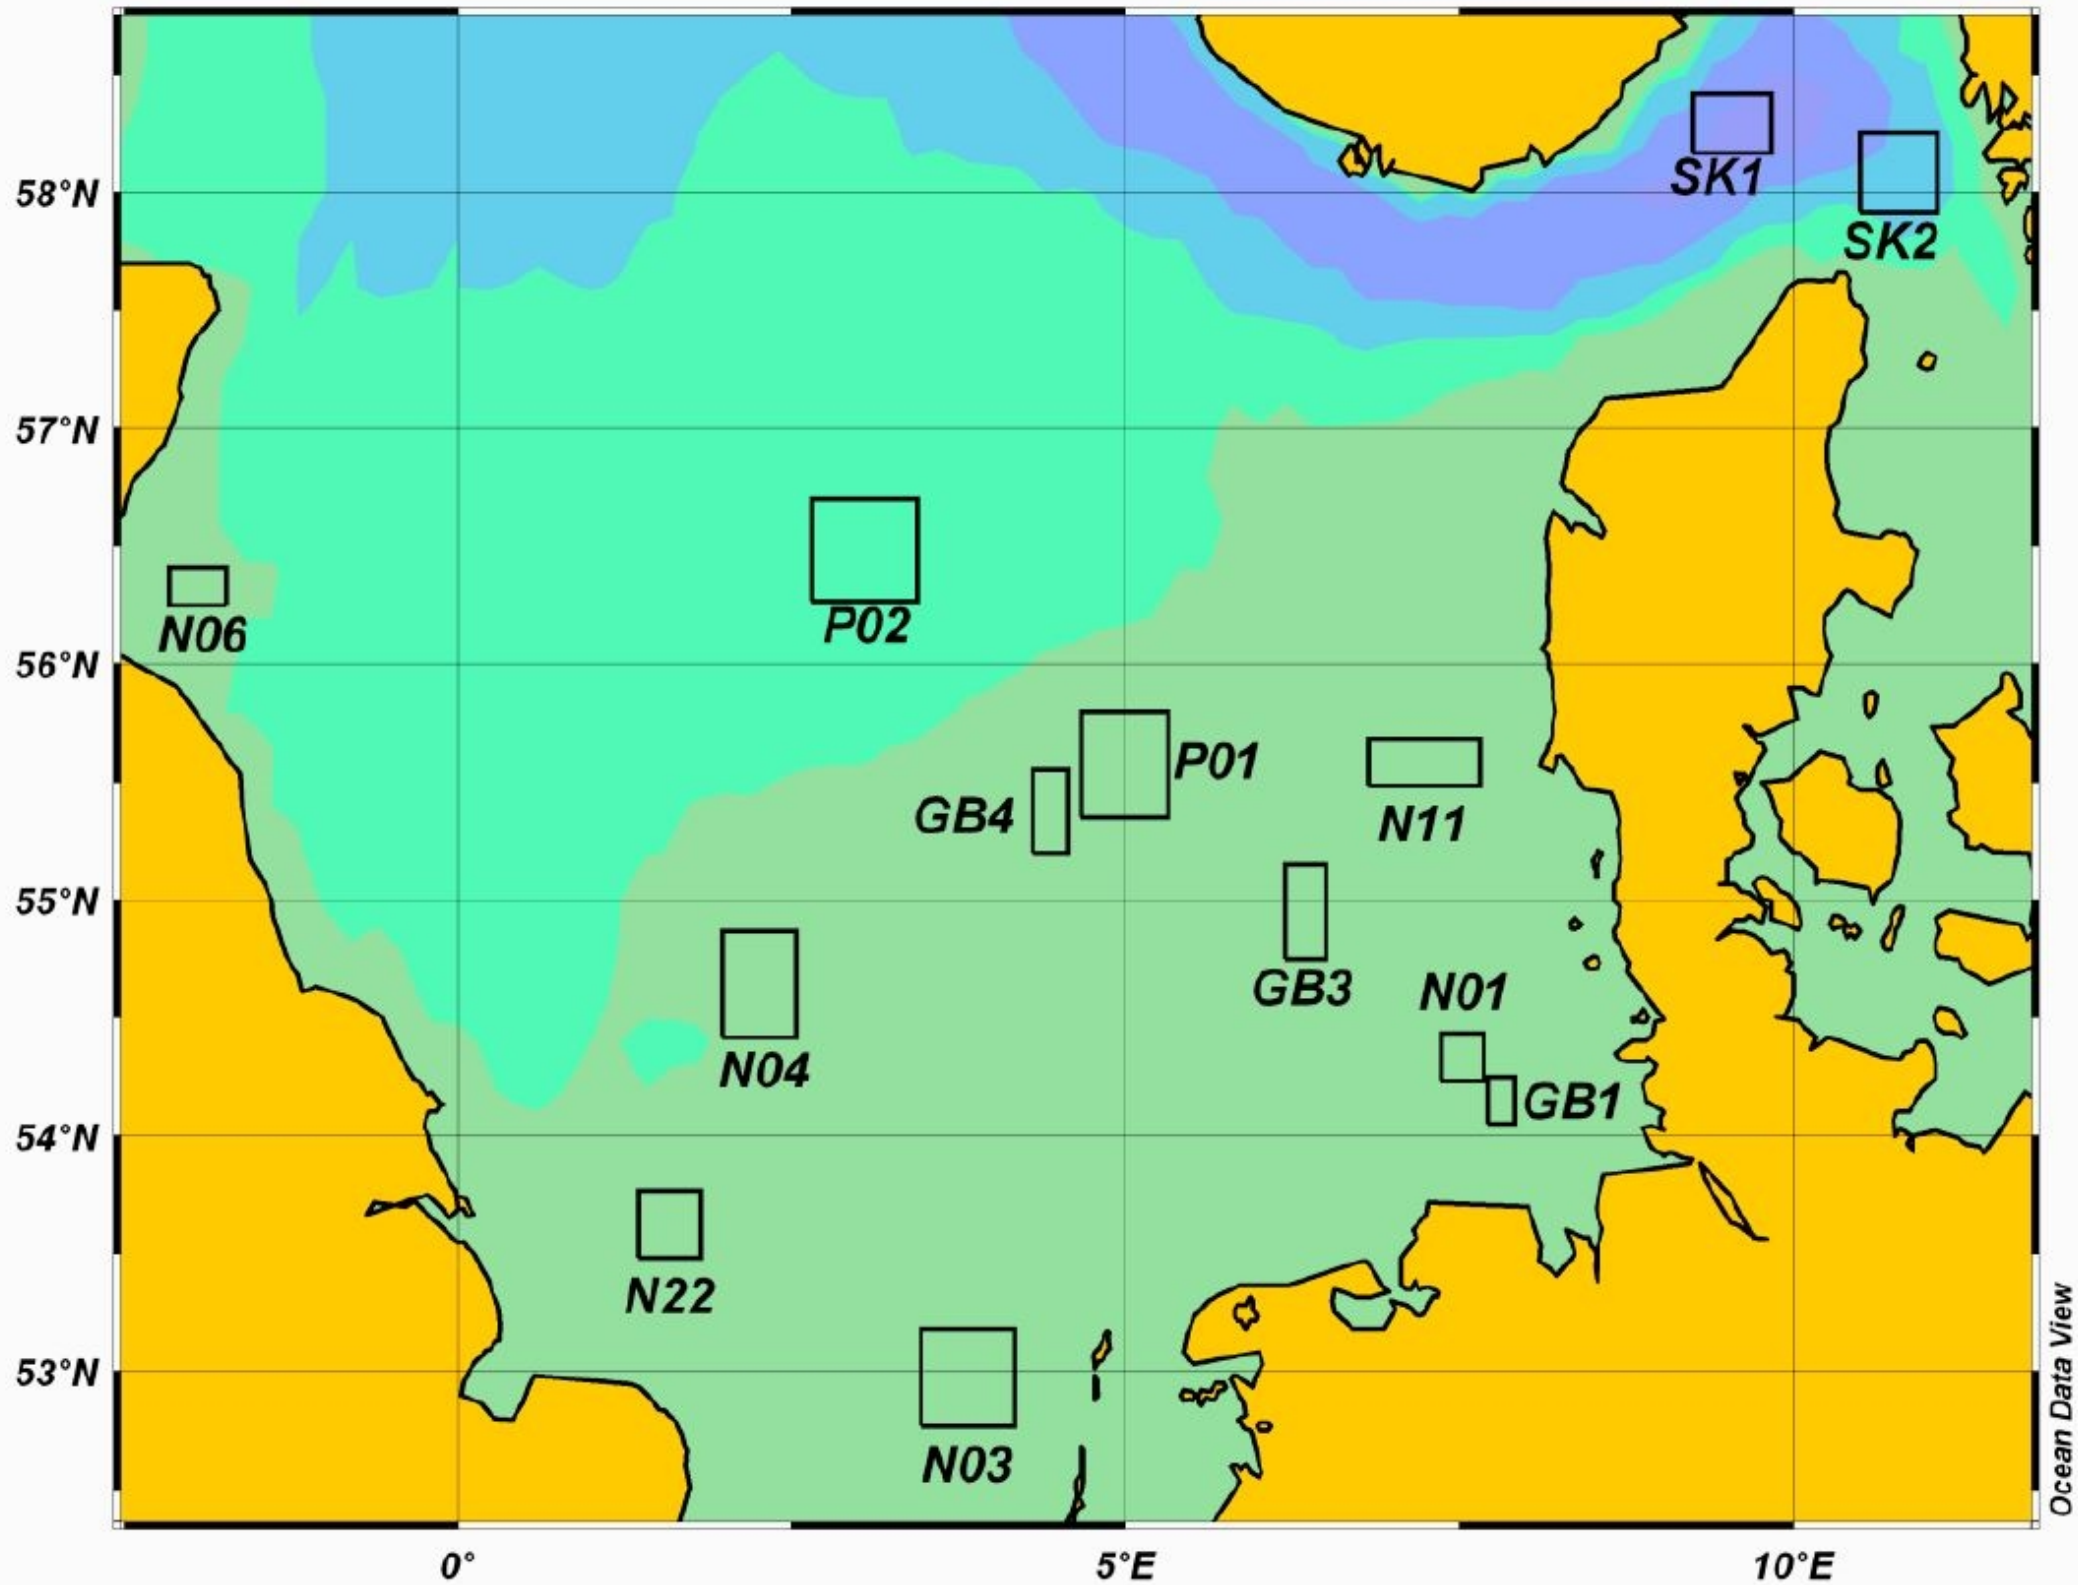 SK1
58°N
SK2
57°N
N06
P02
56°N
P01
GB4
N11
55°N
GB3
N01
N04
GB1
54°N
N22
53°N
N03
0°
5°E
10°E
Ocean Data View